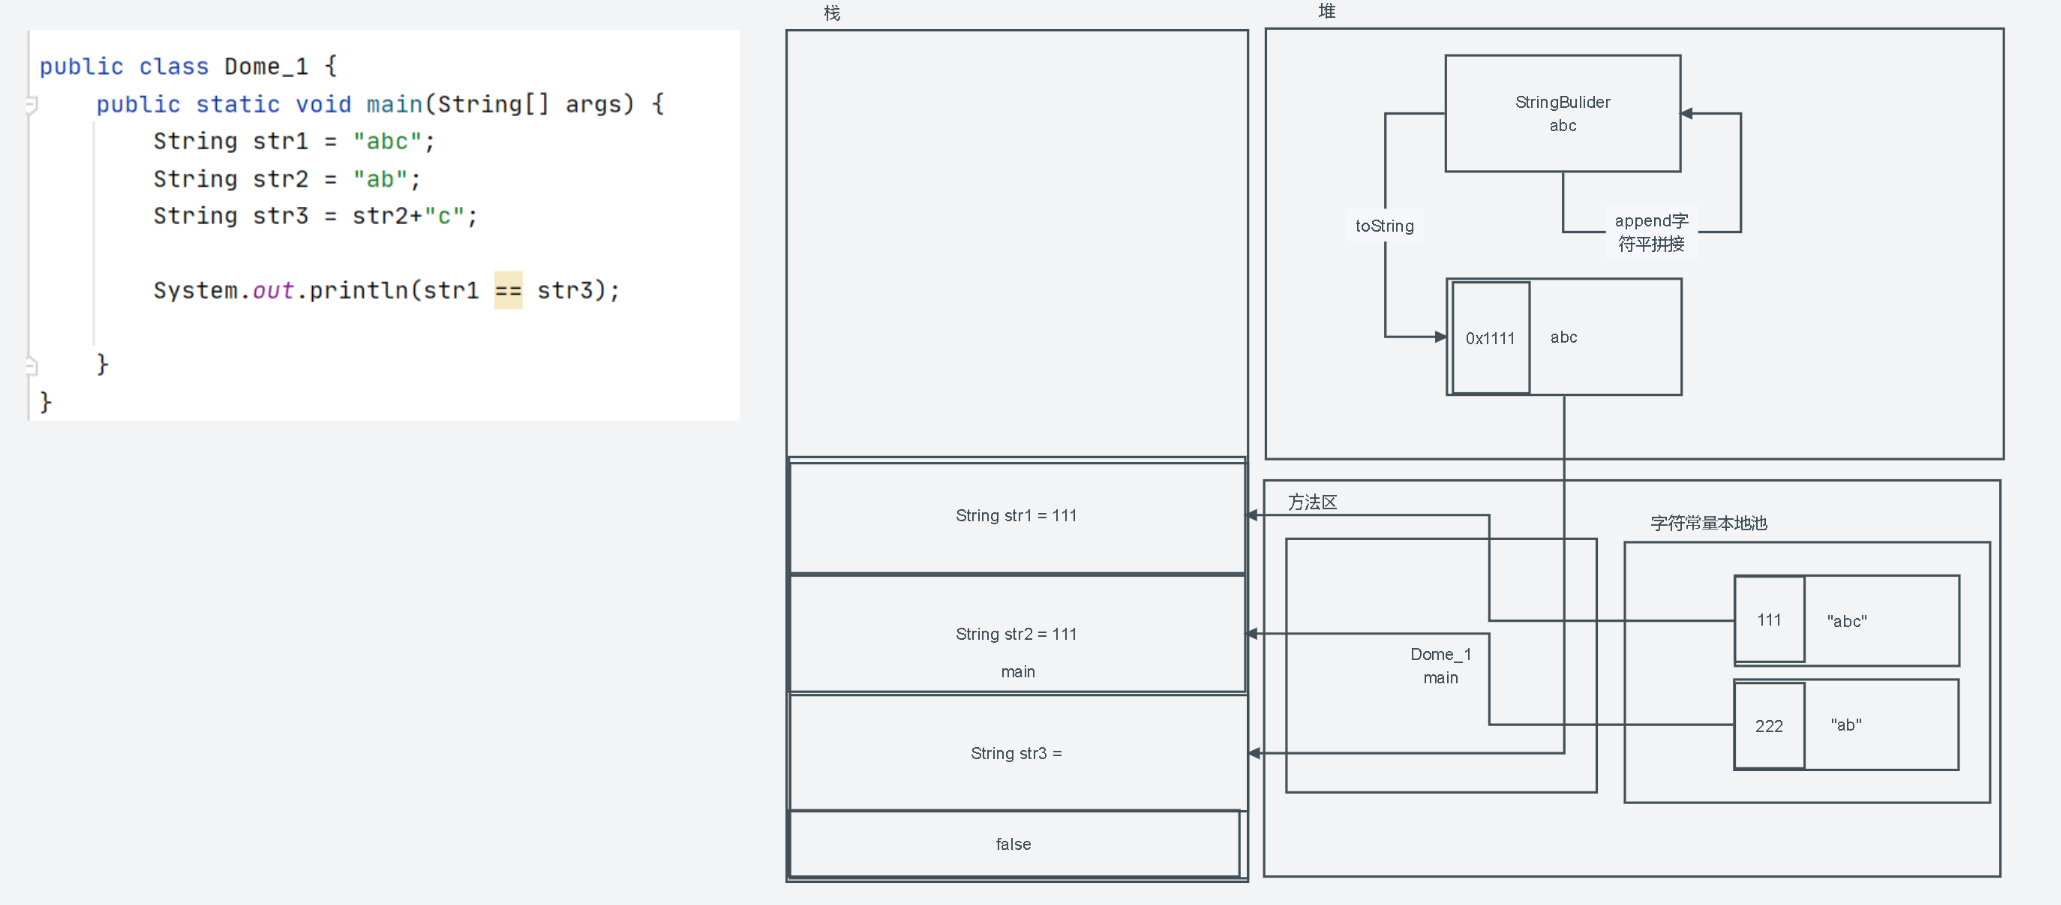 public class Dome_1 {
public static void main(String[] args) {
String str1 = "abc";
String str2 = "ab";
String str3 = str2+"c";
System.out.println(str1 == str3);
}
}
栈
String str1 = 111
String str2 = 111
main
String str3 =
false
堆
StringBulider
abc
toString
append字
符平拼接
0x1111
abc
方法区
Dome_1
main
字符常量本地池
111
"abc"
222
"ab"